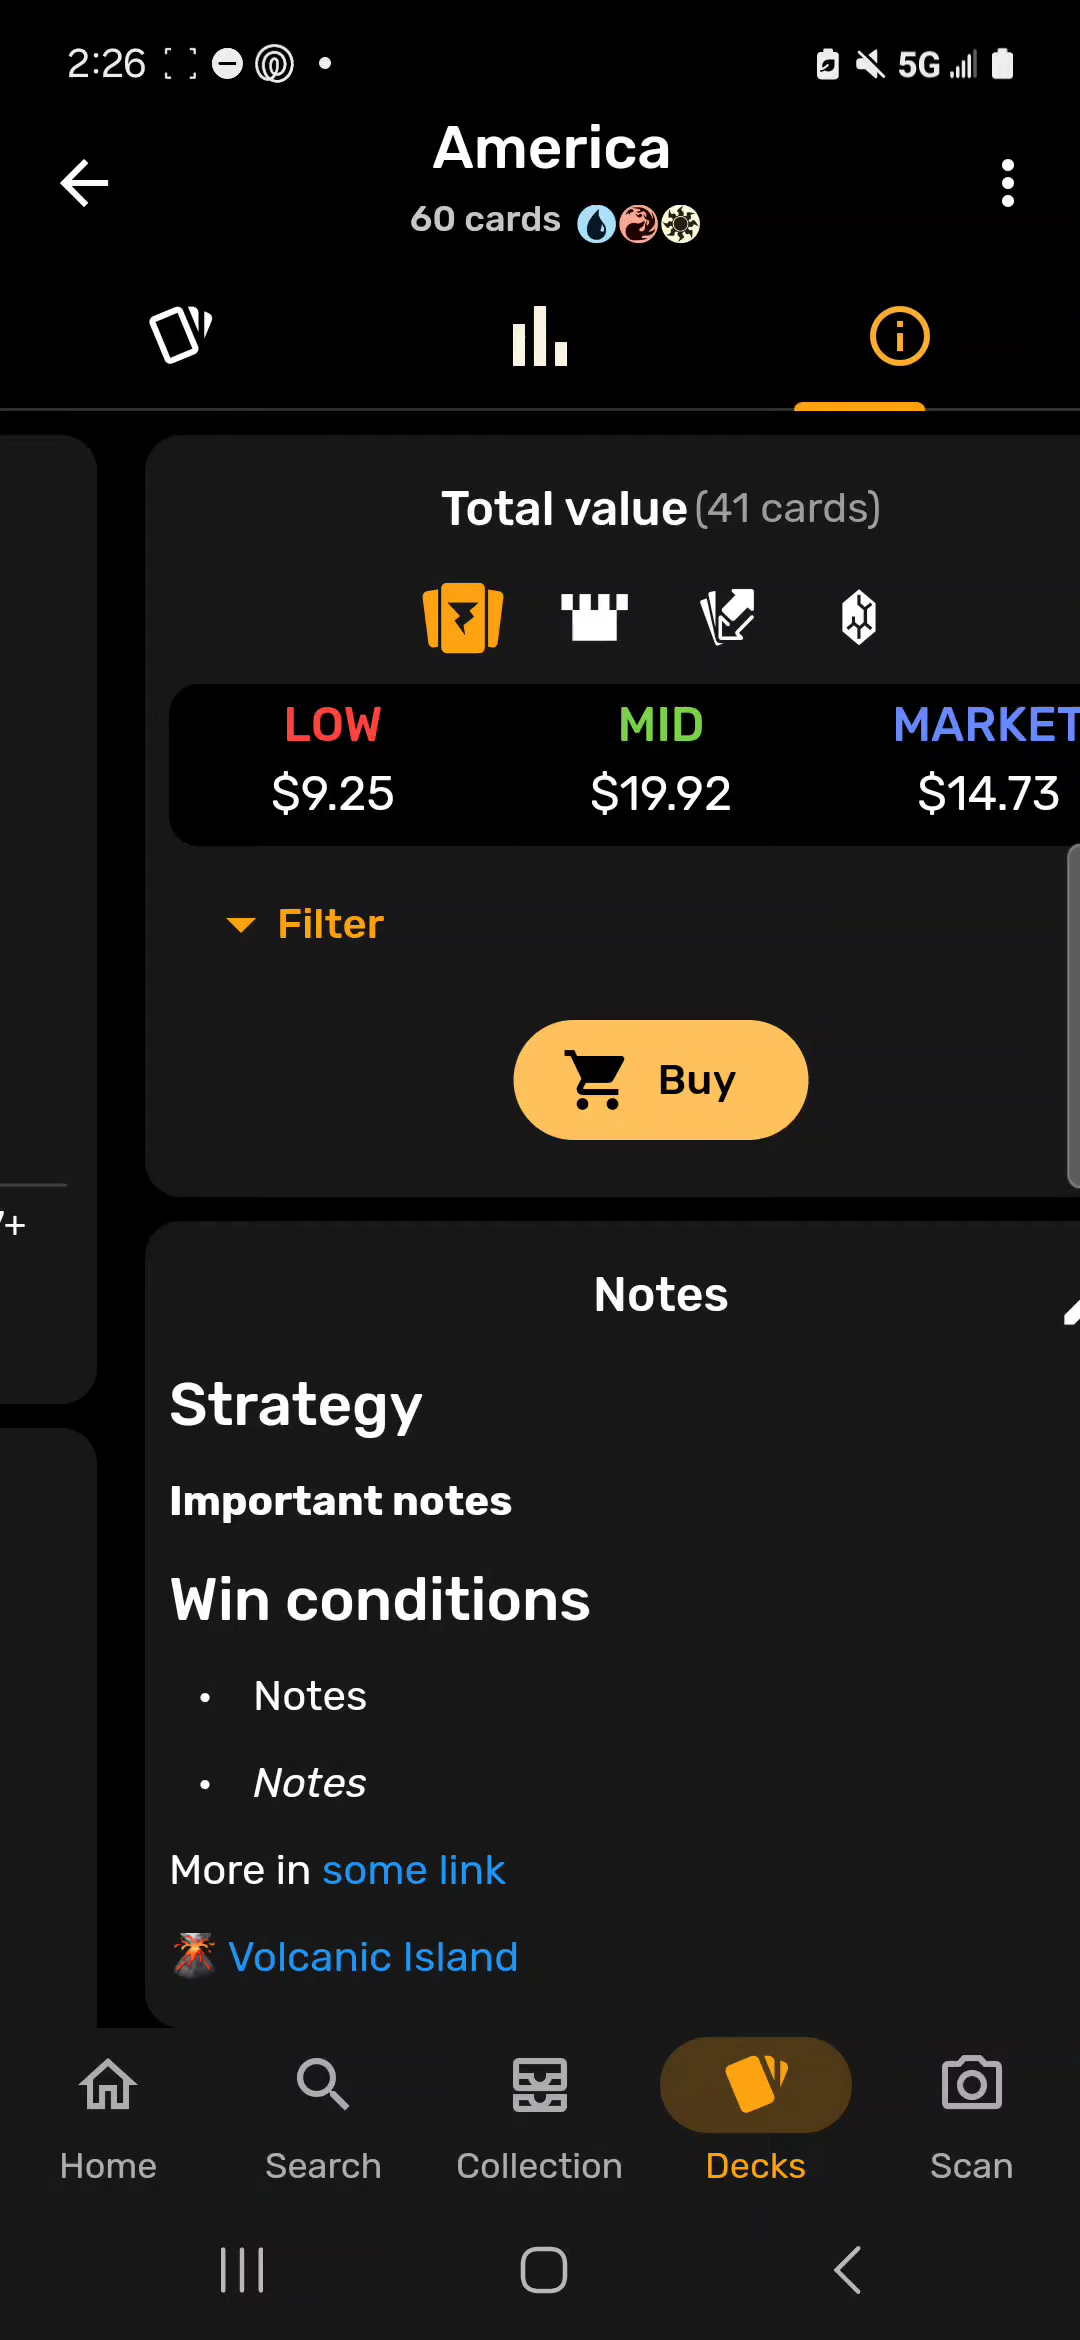 2:26
5G
America
60 cards
Total value (41 cards)
LOW MID MARKET
$9.25 $19.92 $14.73
Filter
Buy
7+
Notes
Strategy
Important notes
Win conditions
• Notes
• Notes
More in some link
🌋 Volcanic Island
Home Search Collection Decks Scan